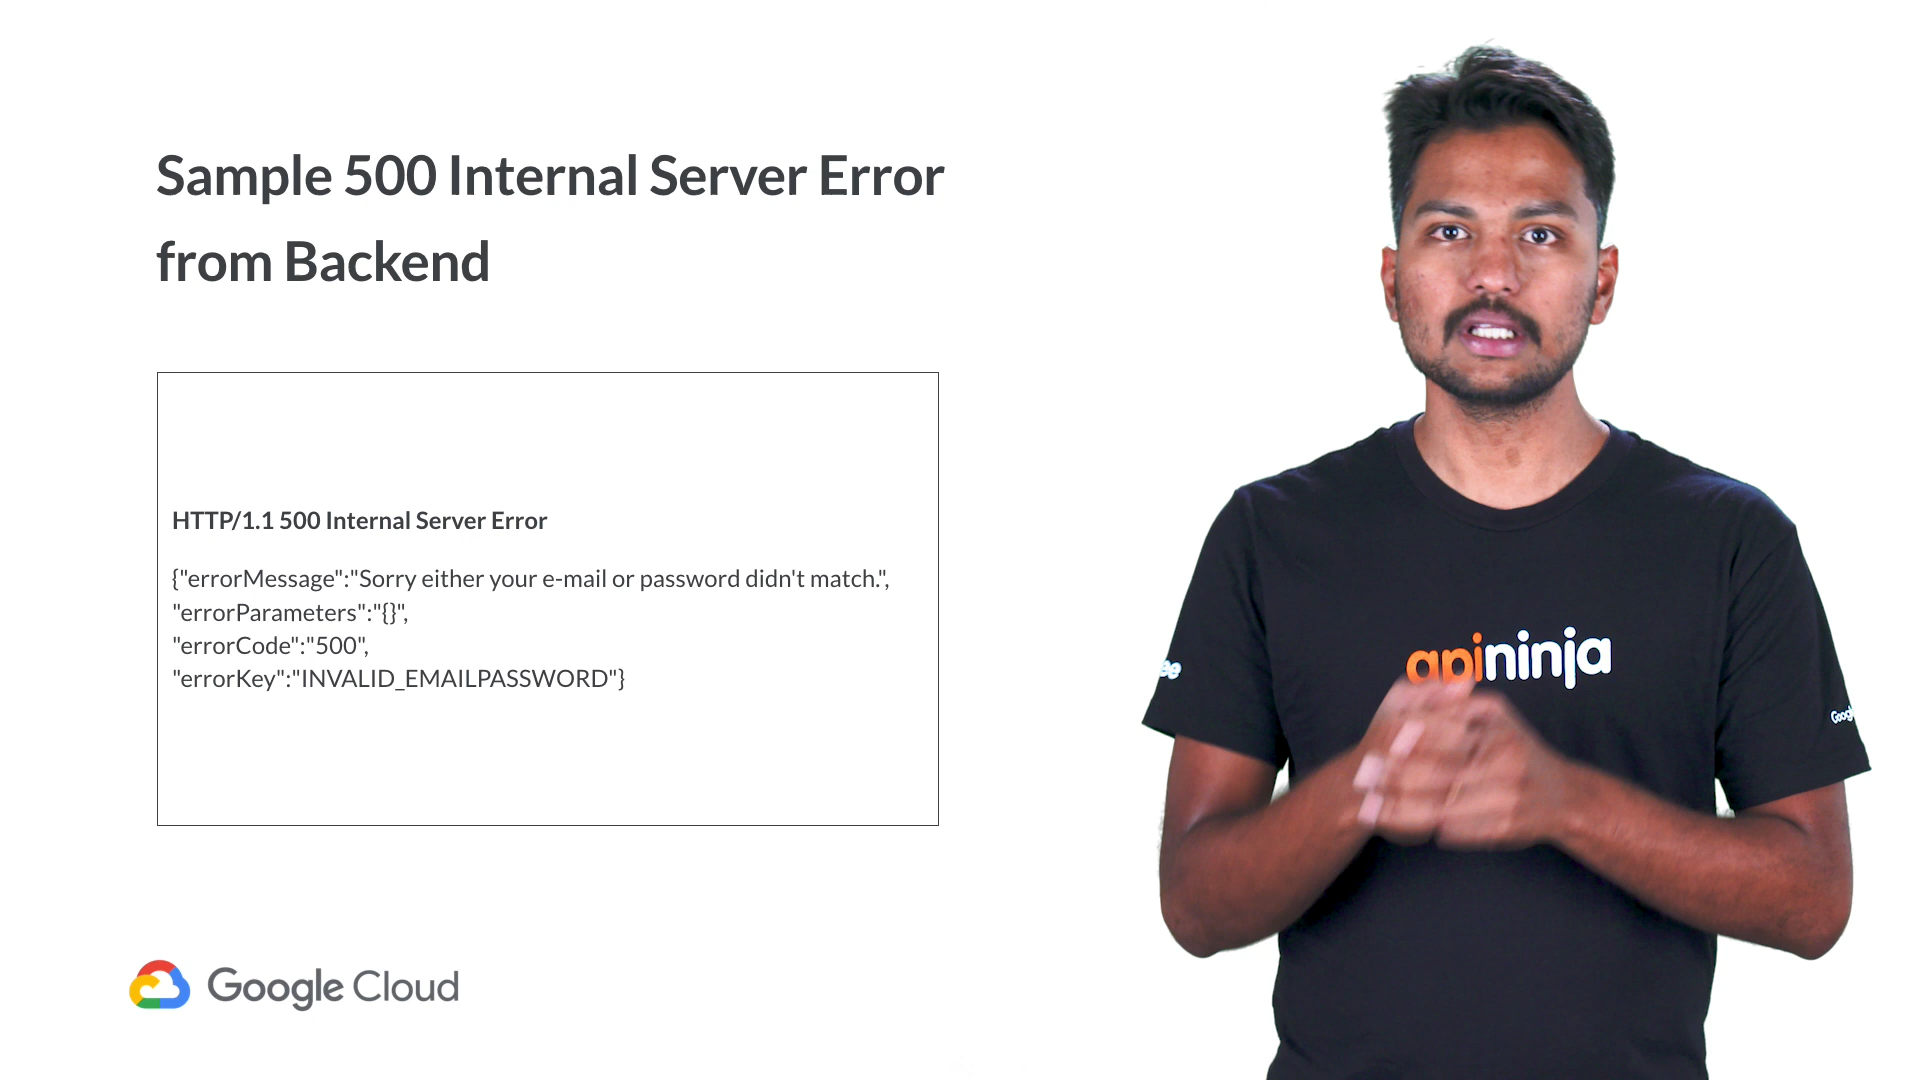 Sample 500 Internal Server Error
from Backend
HTTP/1.1 500 Internal Server Error
{"errorMessage":"Sorry either your e-mail or password didn't match.",
"errorParameters":"{}",
"errorCode":"500",
"errorKey":"INVALID_EMAILPASSWORD"}
apininja
Google Cloud